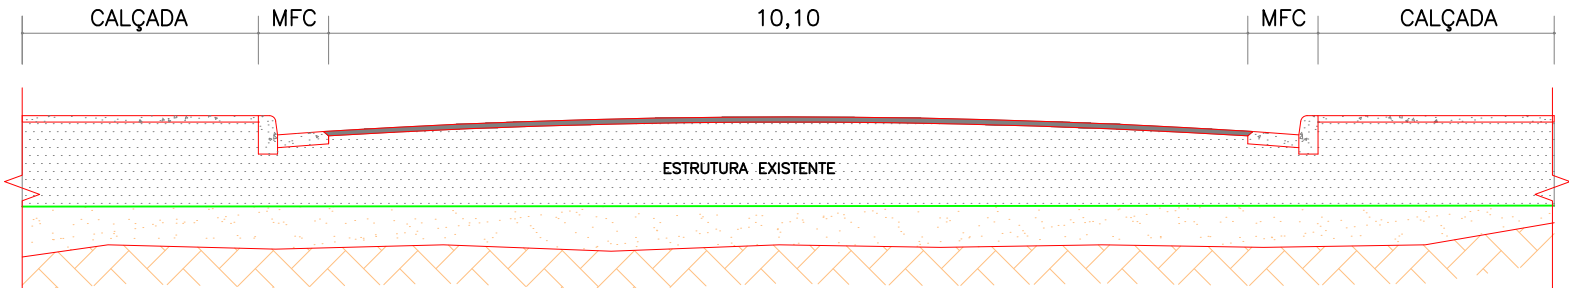 CALÇADA MFC 10,10 MFC CALÇADA
ESTRUTURA EXISTENTE